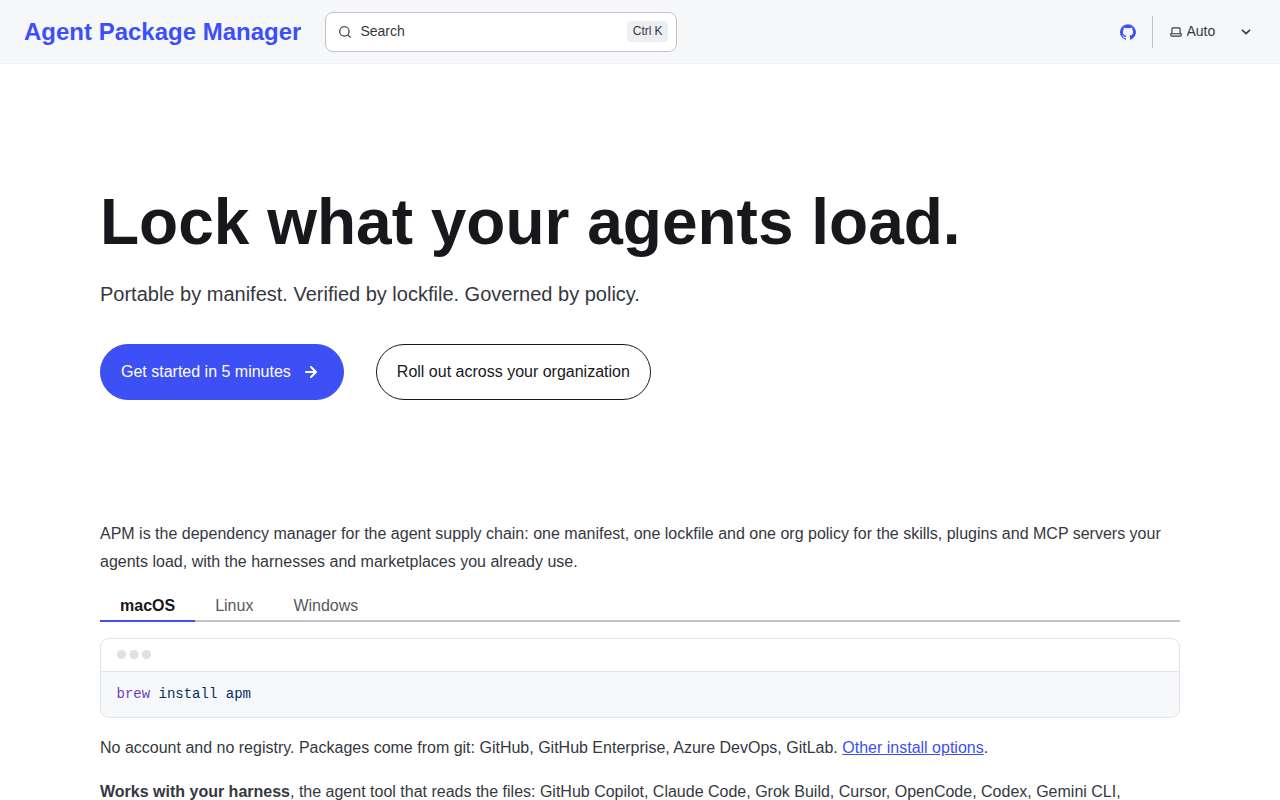 Agent Package Manager
Search
Ctrl K
Auto
Lock what your agents load.
Portable by manifest. Verified by lockfile. Governed by policy.
Get started in 5 minutes
Roll out across your organization
APM is the dependency manager for the agent supply chain: one manifest, one lockfile and one org policy for the skills, plugins and MCP servers your
agents load, with the harnesses and marketplaces you already use.
macOS
Linux
Windows
brew install apm
No account and no registry. Packages come from git: GitHub, GitHub Enterprise, Azure DevOps, GitLab. Other install options.
Works with your harness, the agent tool that reads the files: GitHub Copilot, Claude Code, Grok Build, Cursor, OpenCode, Codex, Gemini CLI,